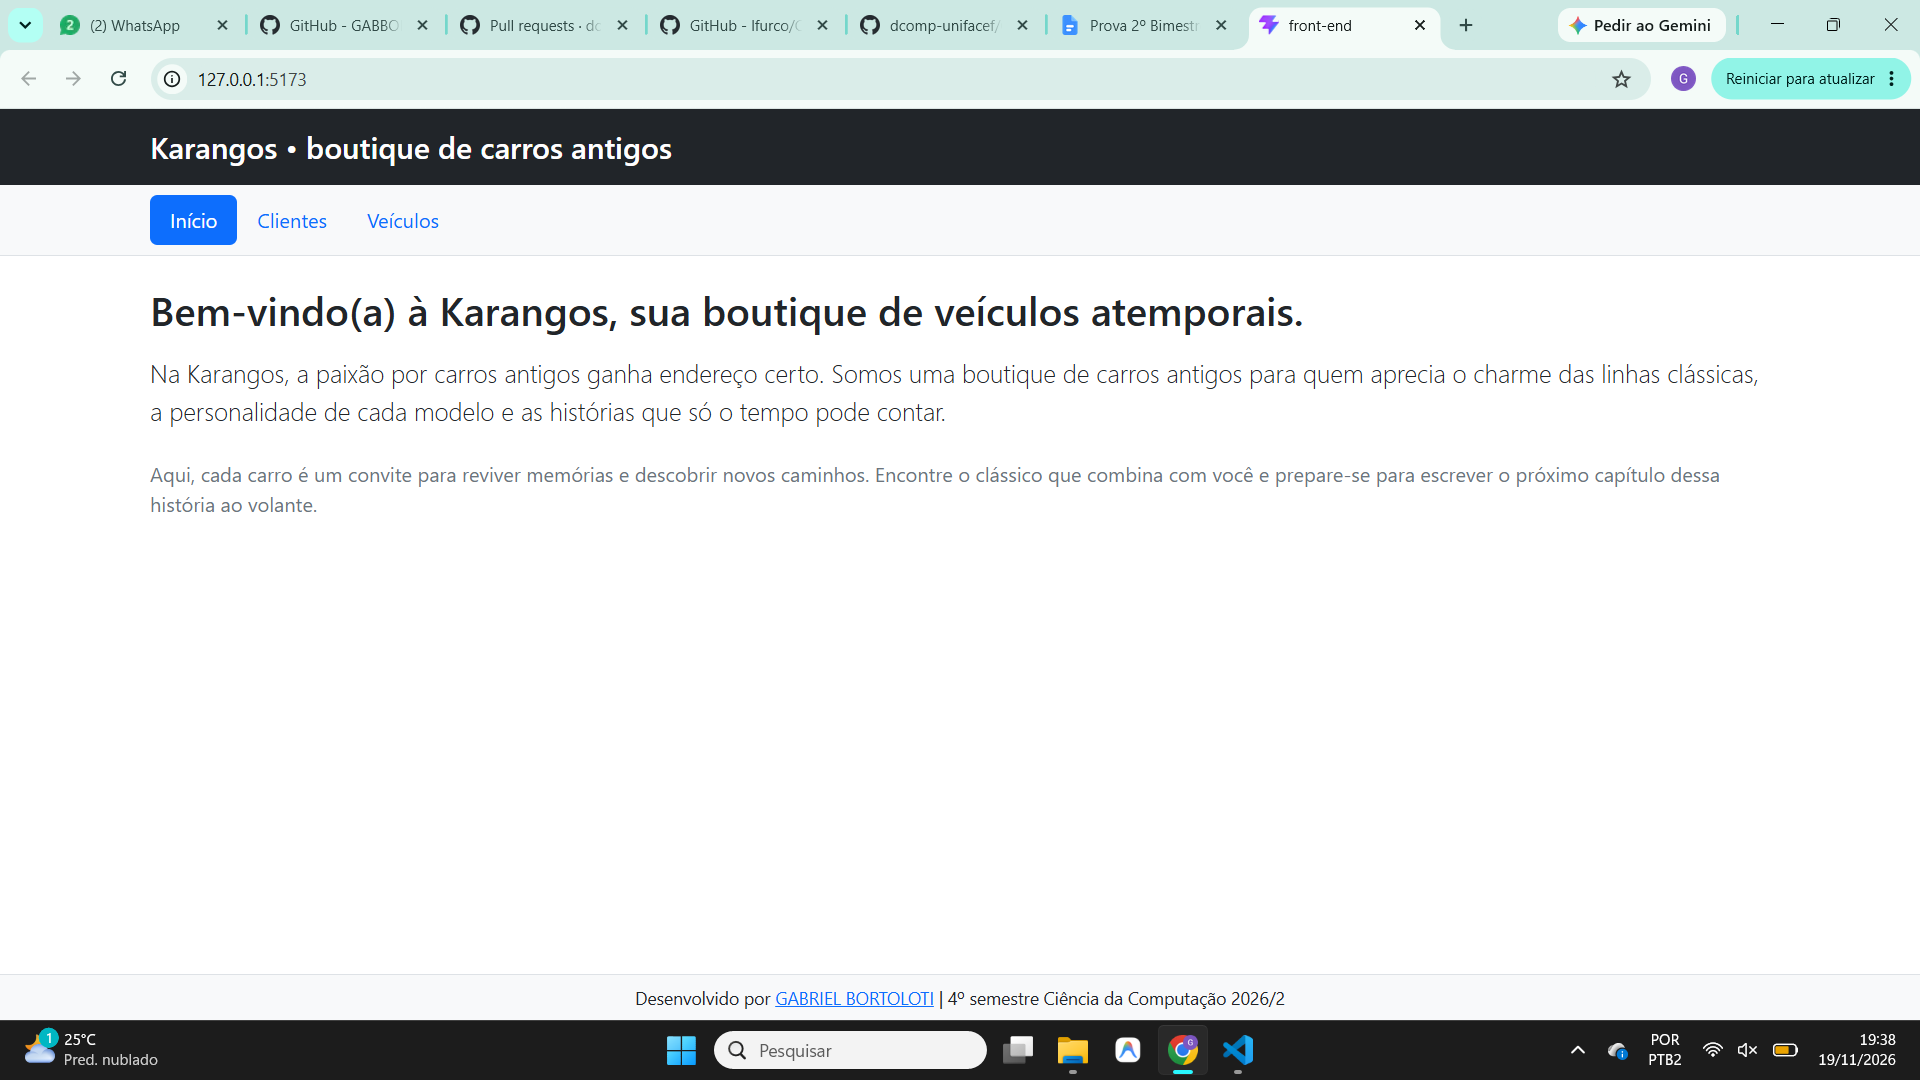 2 (2) WhatsApp
GitHub - GABBO
Pull requests · dc
GitHub - lfurco/C
dcomp-unifacef/
Prova 2º Bimestr
front-end
Pedir ao Gemini
127.0.0.1:5173
G
Reiniciar para atualizar
Karangos • boutique de carros antigos
Início Clientes Veículos
Bem-vindo(a) à Karangos, sua boutique de veículos atemporais.
Na Karangos, a paixão por carros antigos ganha endereço certo. Somos uma boutique de carros antigos para quem aprecia o charme das linhas clássicas,
a personalidade de cada modelo e as histórias que só o tempo pode contar.
Aqui, cada carro é um convite para reviver memórias e descobrir novos caminhos. Encontre o clássico que combina com você e prepare-se para escrever o próximo capítulo dessa
história ao volante.
Desenvolvido por GABRIEL BORTOLOTI | 4º semestre Ciência da Computação 2026/2
1 25°C
Pred. nublado
Pesquisar
POR
PTB2
19:38
19/11/2026